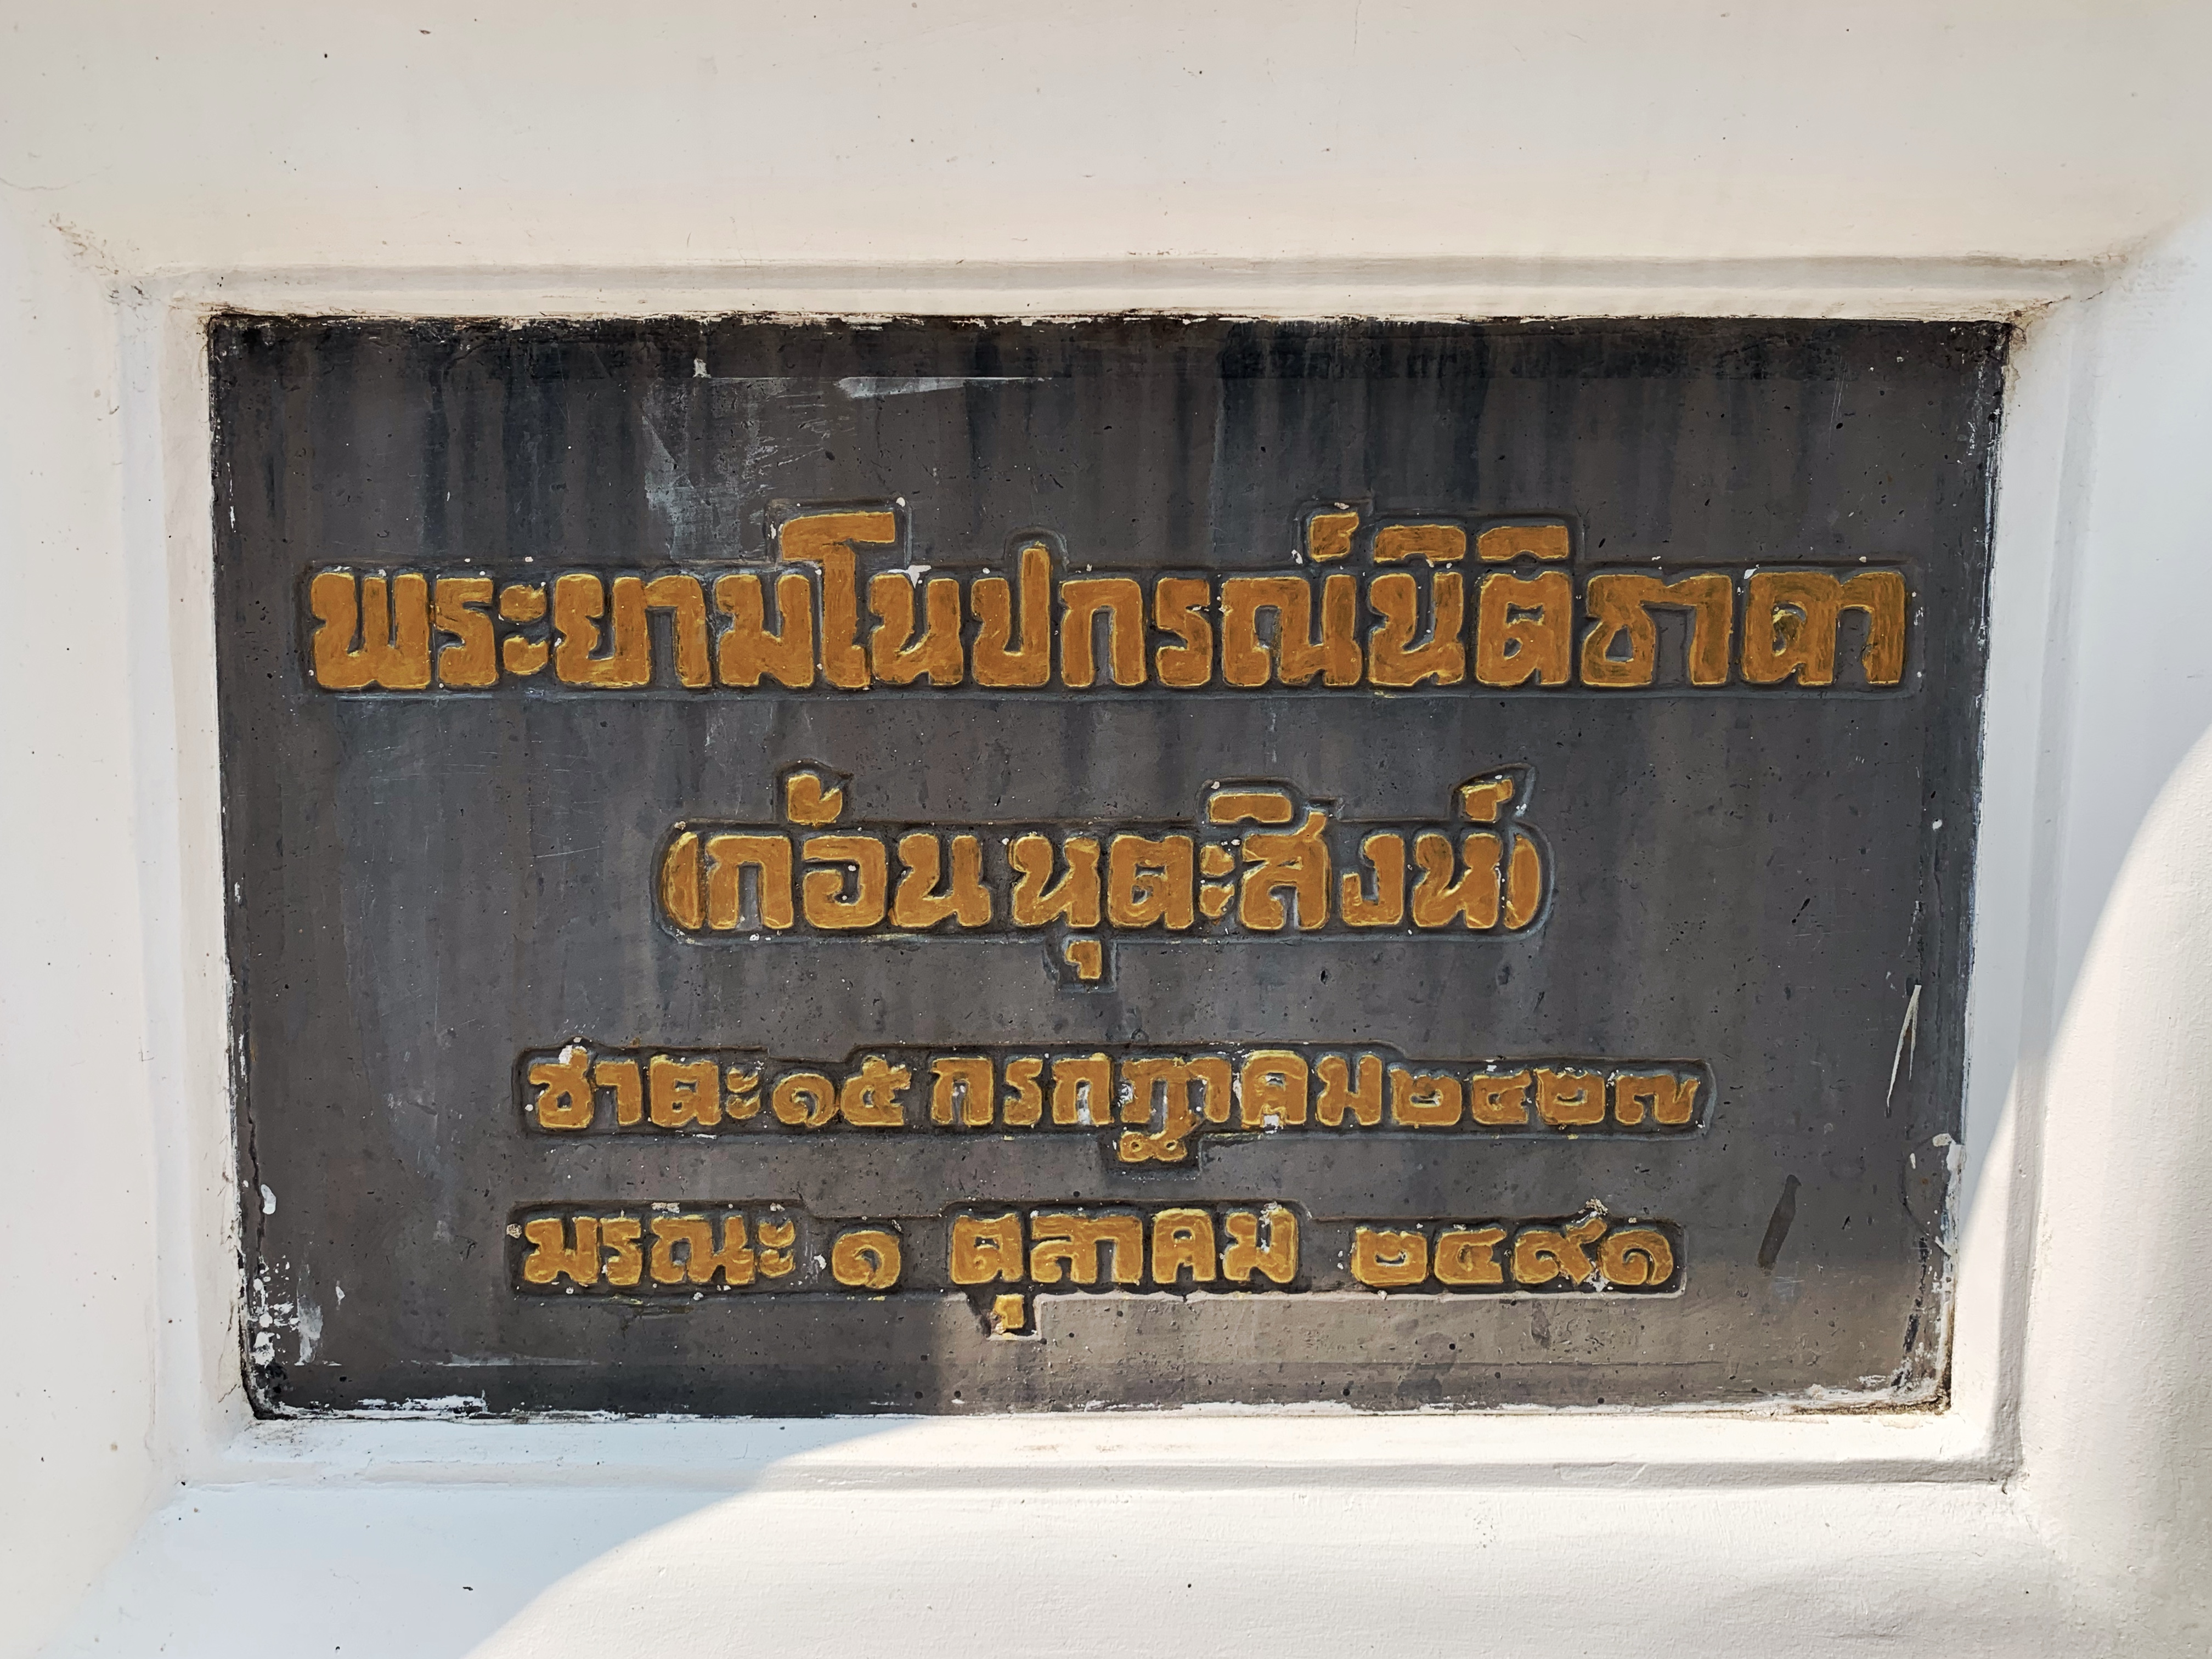 พระยามโนปกรณ์นิติธาดา
(ก้อน หุตะสิงห์)
ชาตะ ๑๕ กรกฎาคม ๒๔๒๗
มรณะ ๑ ตุลาคม ๒๔๙๑